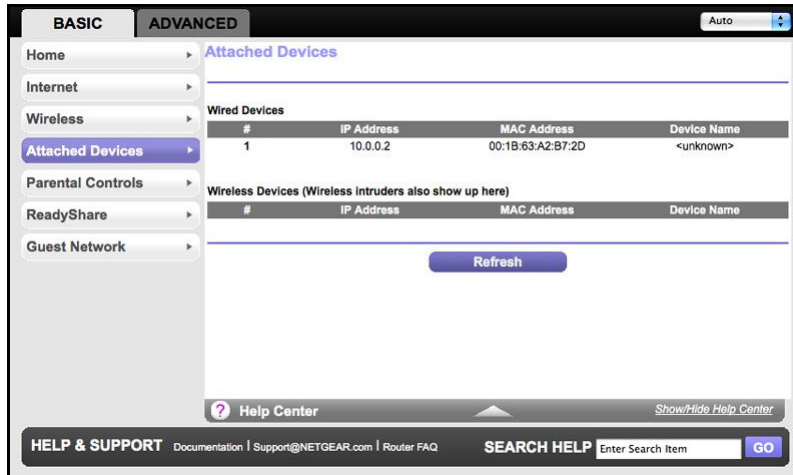 BASIC ADVANCED Auto
Home
Internet
Wireless
Attached Devices
Parental Controls
ReadyShare
Guest Network
Attached Devices
Wired Devices
# IP Address MAC Address Device Name
1 10.0.0.2 00:1B:63:A2:B7:2D <unknown>
Wireless Devices (Wireless intruders also show up here)
# IP Address MAC Address Device Name
Refresh
? Help Center Show/Hide Help Center
HELP & SUPPORT Documentation | Support@NETGEAR.com | Router FAQ SEARCH HELP Enter Search Item GO